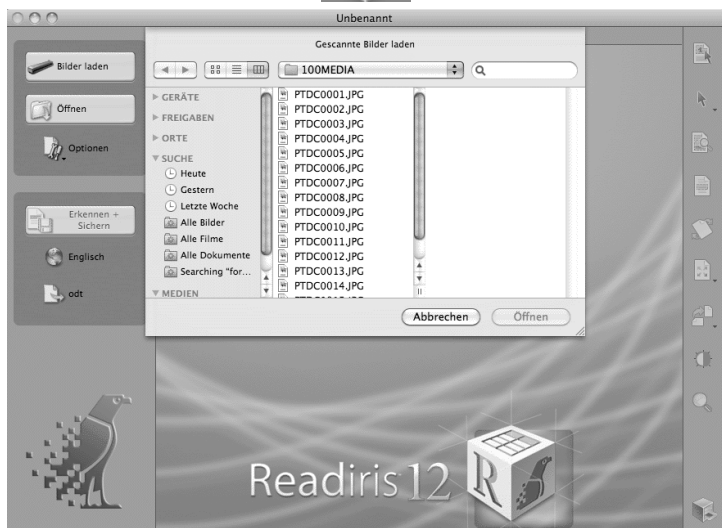 Unbenannt
Bilder laden
Öffnen
Optionen
Erkennen +
Sichern
Englisch
odt
Gescannte Bilder laden
100MEDIA
GERÄTE
FREIGABEN
ORTE
SUCHE
Heute
Gestern
Letzte Woche
Alle Bilder
Alle Filme
Alle Dokumente
Searching "for...
MEDIEN
PTDC0001.JPG
PTDC0002.JPG
PTDC0003.JPG
PTDC0004.JPG
PTDC0005.JPG
PTDC0006.JPG
PTDC0007.JPG
PTDC0008.JPG
PTDC0009.JPG
PTDC0010.JPG
PTDC0011.JPG
PTDC0012.JPG
PTDC0013.JPG
PTDC0014.JPG
Abbrechen
Öffnen
Readiris 12
R